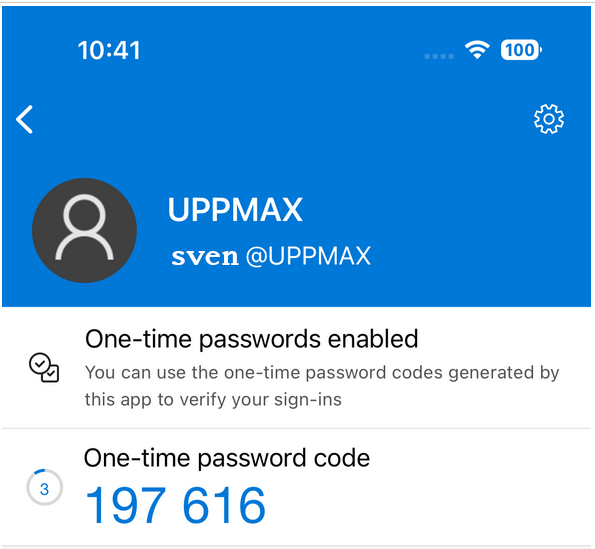 10:41
100
UPPMAX
sven @UPPMAX
One-time passwords enabled
You can use the one-time password codes generated by
this app to verify your sign-ins
One-time password code
3
197 616